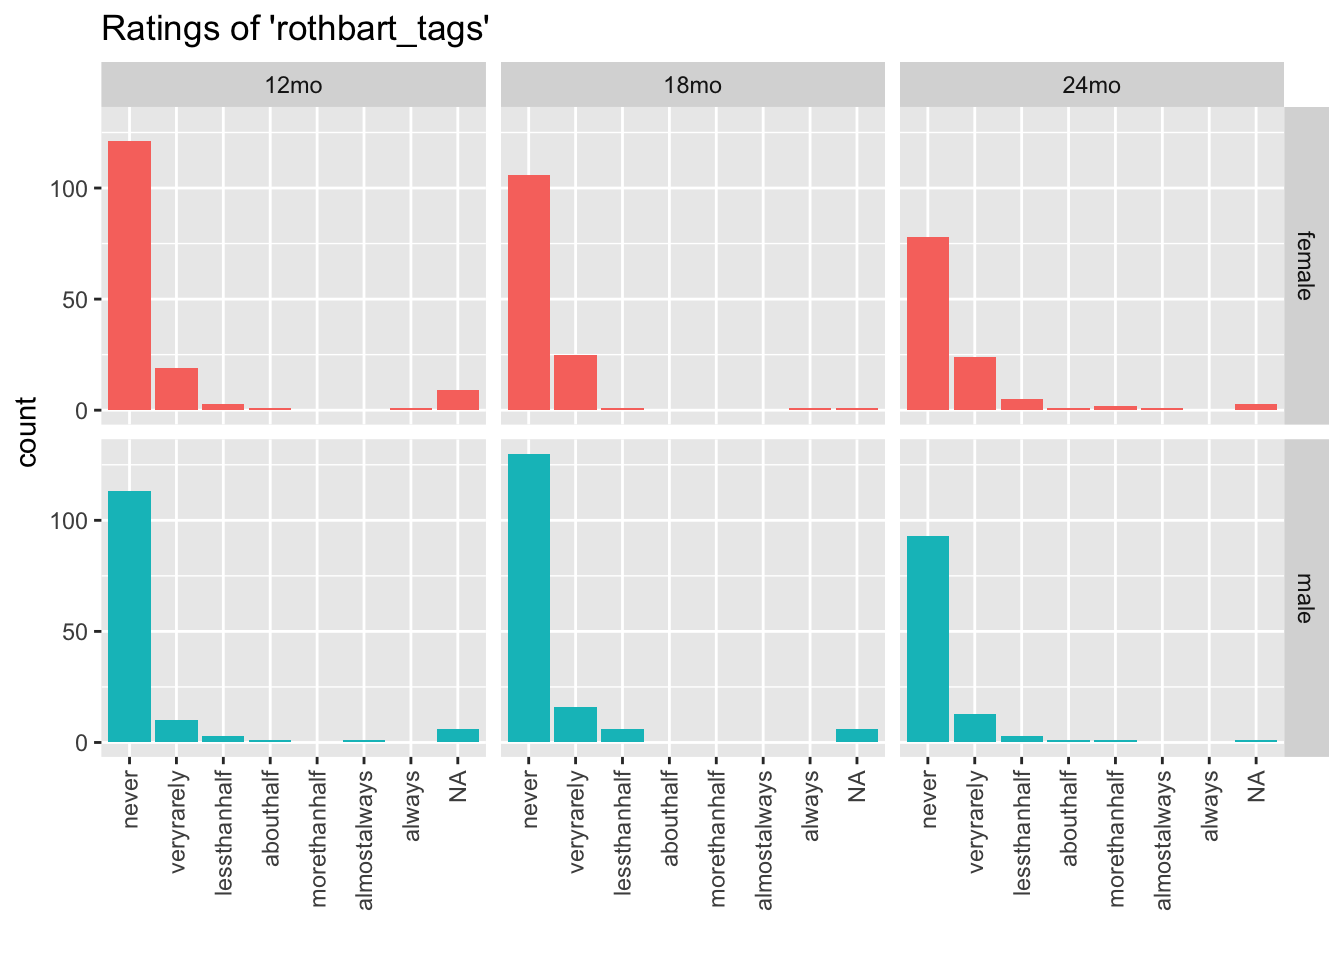 Ratings of 'rothbart_tags'
12mo 18mo 24mo
100
50
0
female
count
100
50
0
male
never veryrarely lessthanhalf abouthalf morethanhalf almostalways always NA never veryrarely lessthanhalf abouthalf morethanhalf almostalways always NA never veryrarely lessthanhalf abouthalf morethanhalf almostalways always NA